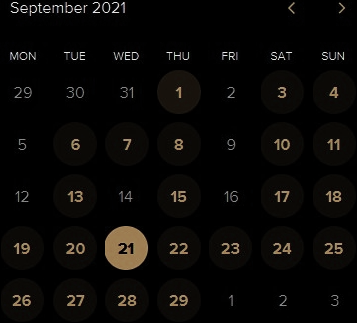 September 2021
MON TUE WED THU FRI SAT SUN
29 30 31 1 2 3 4
5 6 7 8 9 10 11
12 13 14 15 16 17 18
19 20 21 22 23 24 25
26 27 28 29 1 2 3